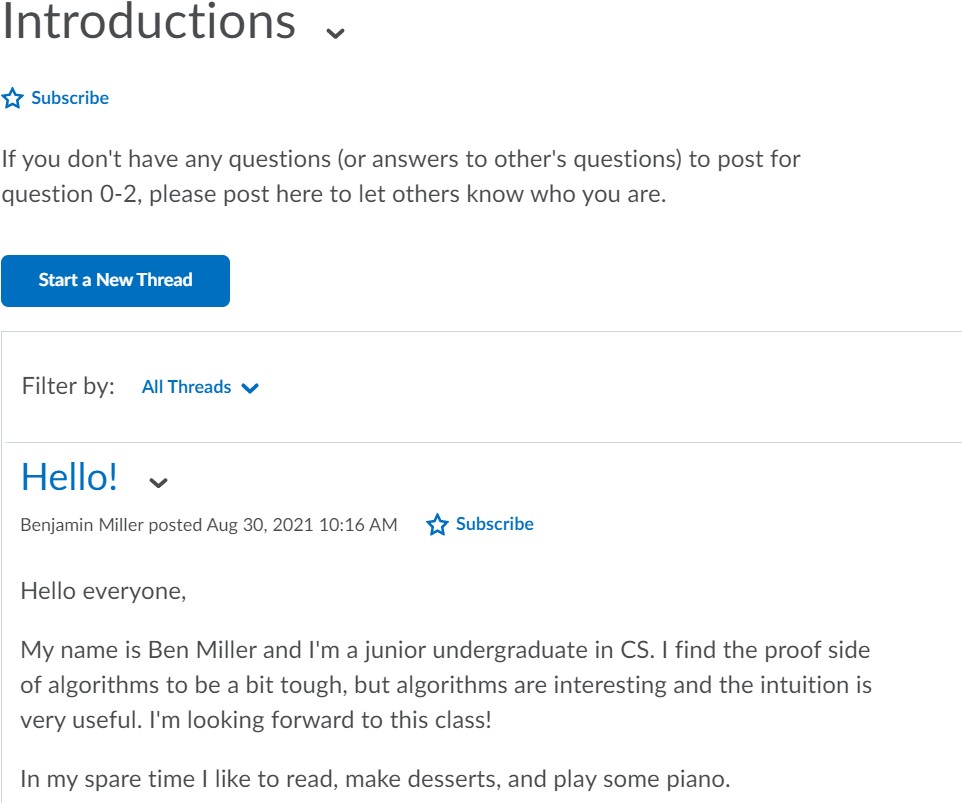 Introductions
Subscribe
If you don't have any questions (or answers to other's questions) to post for
question 0-2, please post here to let others know who you are.
Start a New Thread
Filter by: All Threads
Hello!
Benjamin Miller posted Aug 30, 2021 10:16 AM Subscribe
Hello everyone,
My name is Ben Miller and I'm a junior undergraduate in CS. I find the proof side
of algorithms to be a bit tough, but algorithms are interesting and the intuition is
very useful. I'm looking forward to this class!
In my spare time I like to read, make desserts, and play some piano.